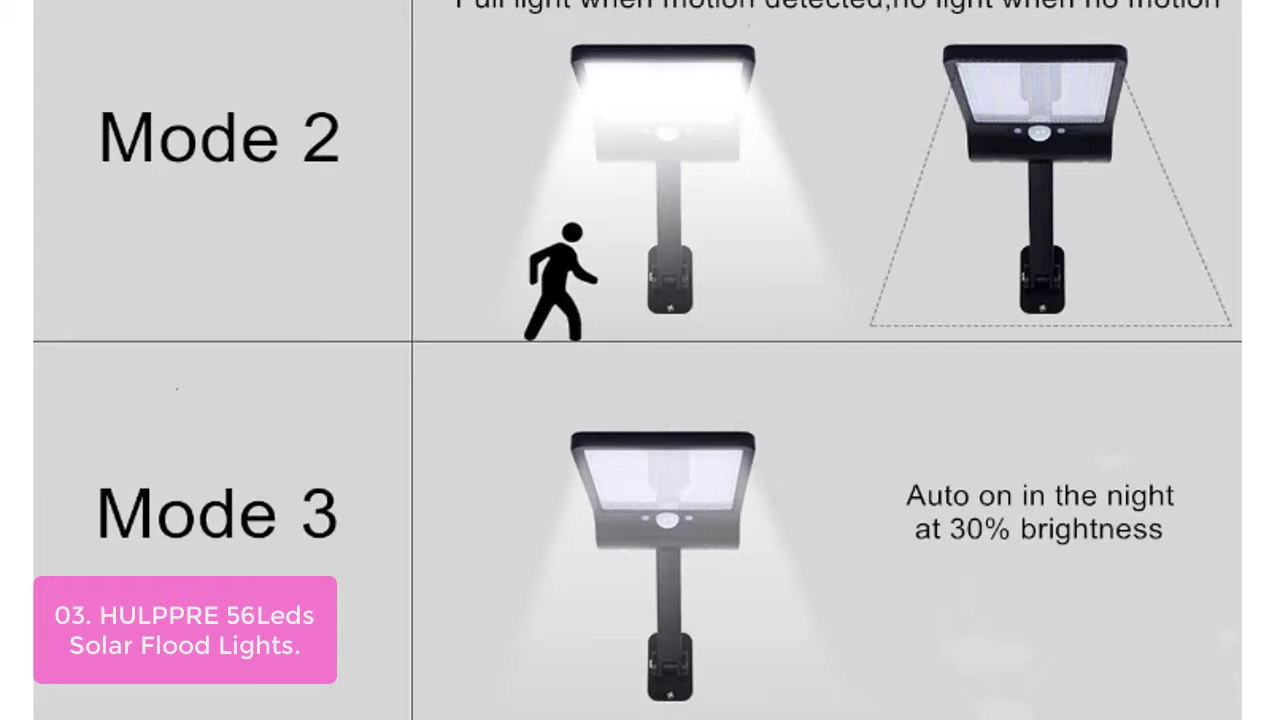 Full light when motion detected,no light when no motion
Mode 2
Mode 3
Auto on in the night
at 30% brightness
03. HULPPRE 56Leds
Solar Flood Lights.